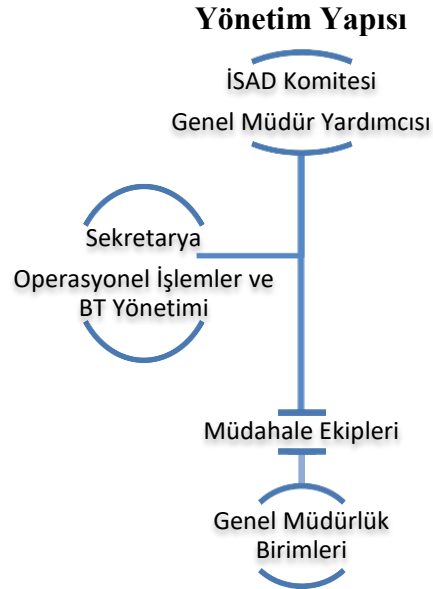 Yönetim Yapısı
İSAD Komitesi
Genel Müdür Yardımcısı
Sekretarya
Operasyonel İşlemler ve
BT Yönetimi
Müdahale Ekipleri
Genel Müdürlük
Birimleri